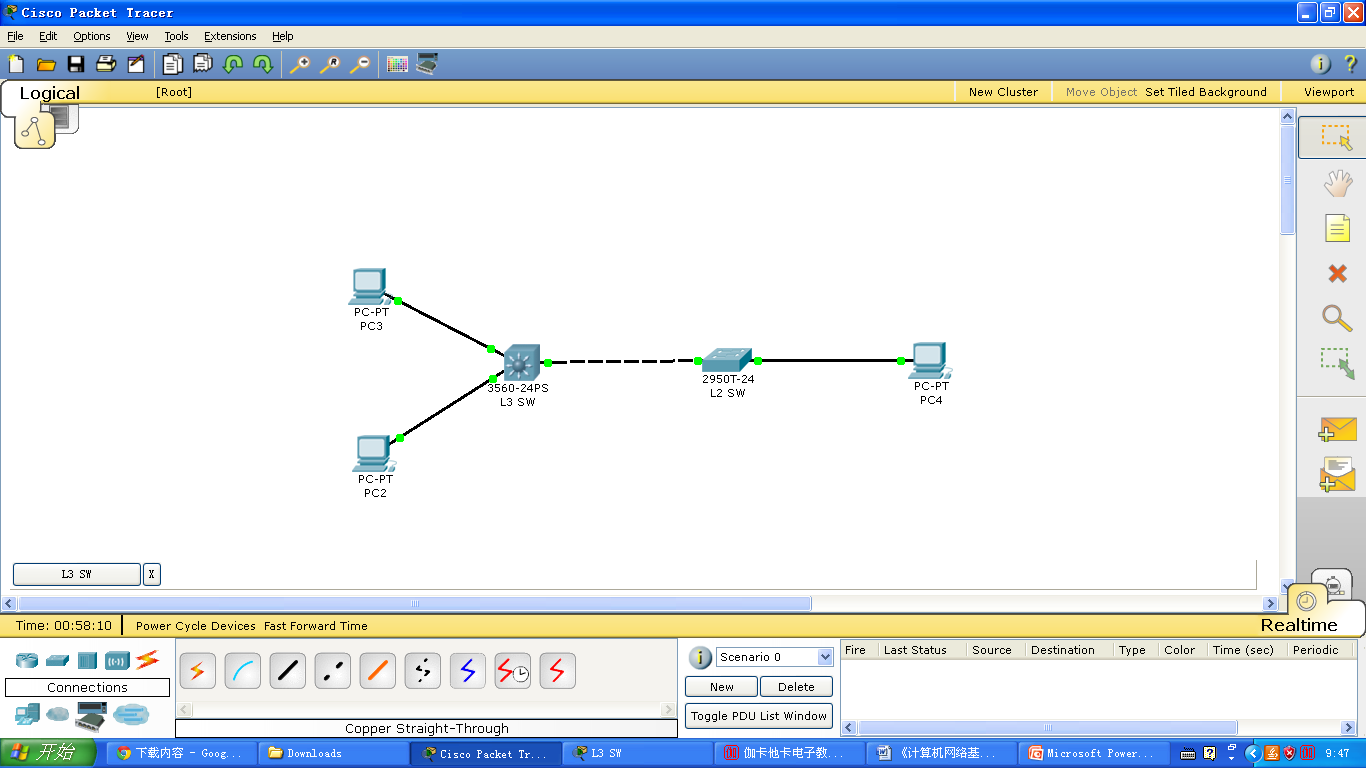 Cisco Packet Tracer
File Edit Options View Tools Extensions Help
Logical [Root] New Cluster Move Object Set Tiled Background Viewport
PC-PT
PC3
3560-24PS
L3 SW
2950T-24
L2 SW
PC-PT
PC4
PC-PT
PC2
L3 SW X
Time: 00:58:10 Power Cycle Devices Fast Forward Time Realtime
Connections
Copper Straight-Through
Scenario 0
New Delete
Toggle PDU List Window
Fire Last Status Source Destination Type Color Time (sec) Periodic
开始 下载内容 - Goog... Downloads Cisco Packet Tr... L3 SW 伽卡他卡电子教... 《计算机网络基... Microsoft Power... 9:47